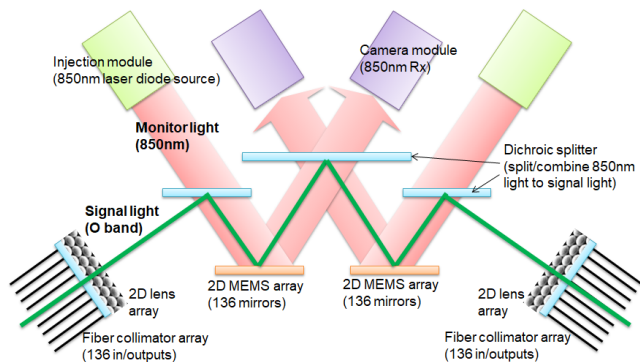 Injection module
(850nm laser diode source)
Camera module
(850nm Rx)
Monitor light
(850nm)
Dichroic splitter
(split/combine 850nm
light to signal light)
Signal light
(O band)
2D lens
array
2D MEMS array
(136 mirrors)
2D MEMS array
(136 mirrors)
2D lens
array
Fiber collimator array
(136 in/outputs)
Fiber collimator array
(136 in/outputs)